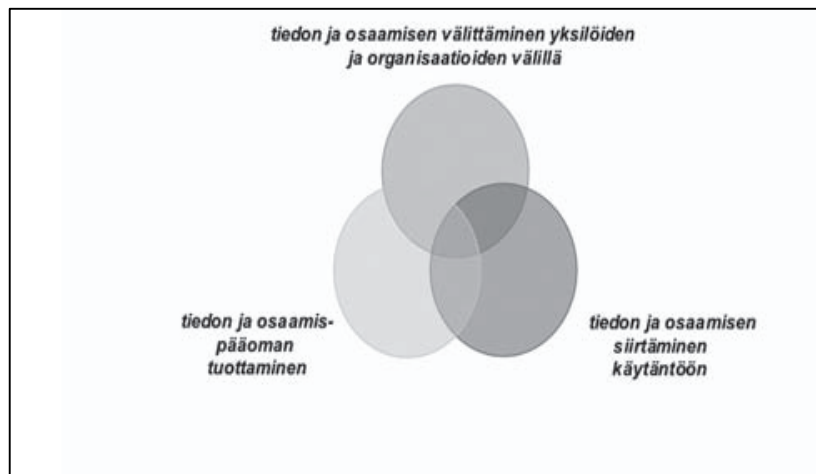 tiedon ja osaamisen välittäminen yksilöiden
ja organisaatioiden välillä
tiedon ja osaamis-
pääoman
tuottaminen
tiedon ja osaamisen
siirtäminen
käytäntöön